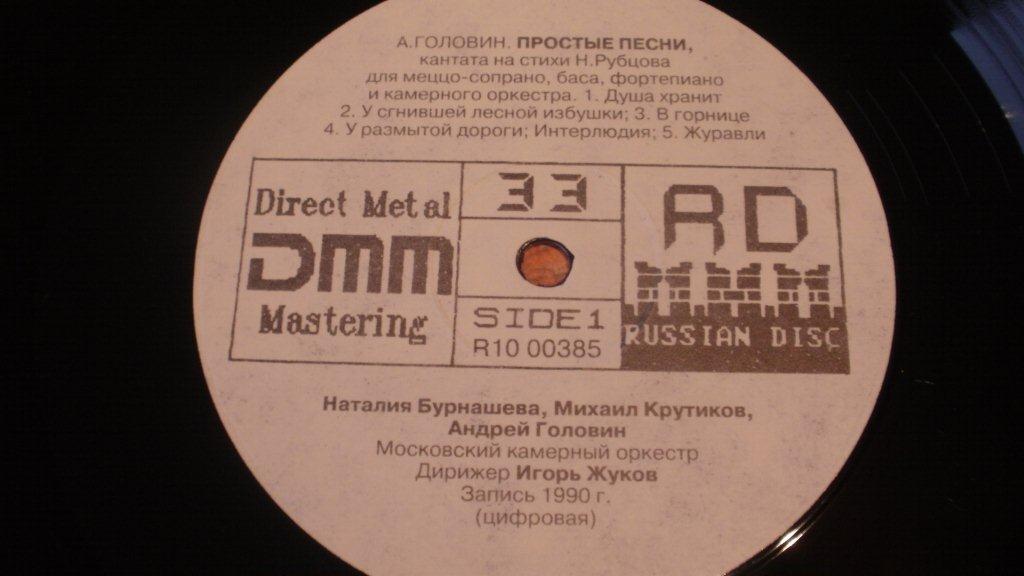 А.ГОЛОВИН. ПРОСТЫЕ ПЕСНИ,
кантата на стихи Н.Рубцова
для меццо-сопрано, баса, фортепиано
и камерного оркестра. 1. Душа хранит
2. У сгнившей лесной избушки; 3. В горнице
4. У размытой дороги; Интерлюдия; 5. Журавли
Direct Metal
DMM
Mastering
33
SIDE 1
R10 00385
RD
RUSSIAN DISC
Наталия Бурнашева, Михаил Крутиков,
Андрей Головин
Московский камерный оркестр
Дирижер Игорь Жуков
Запись 1990 г.
(цифровая)